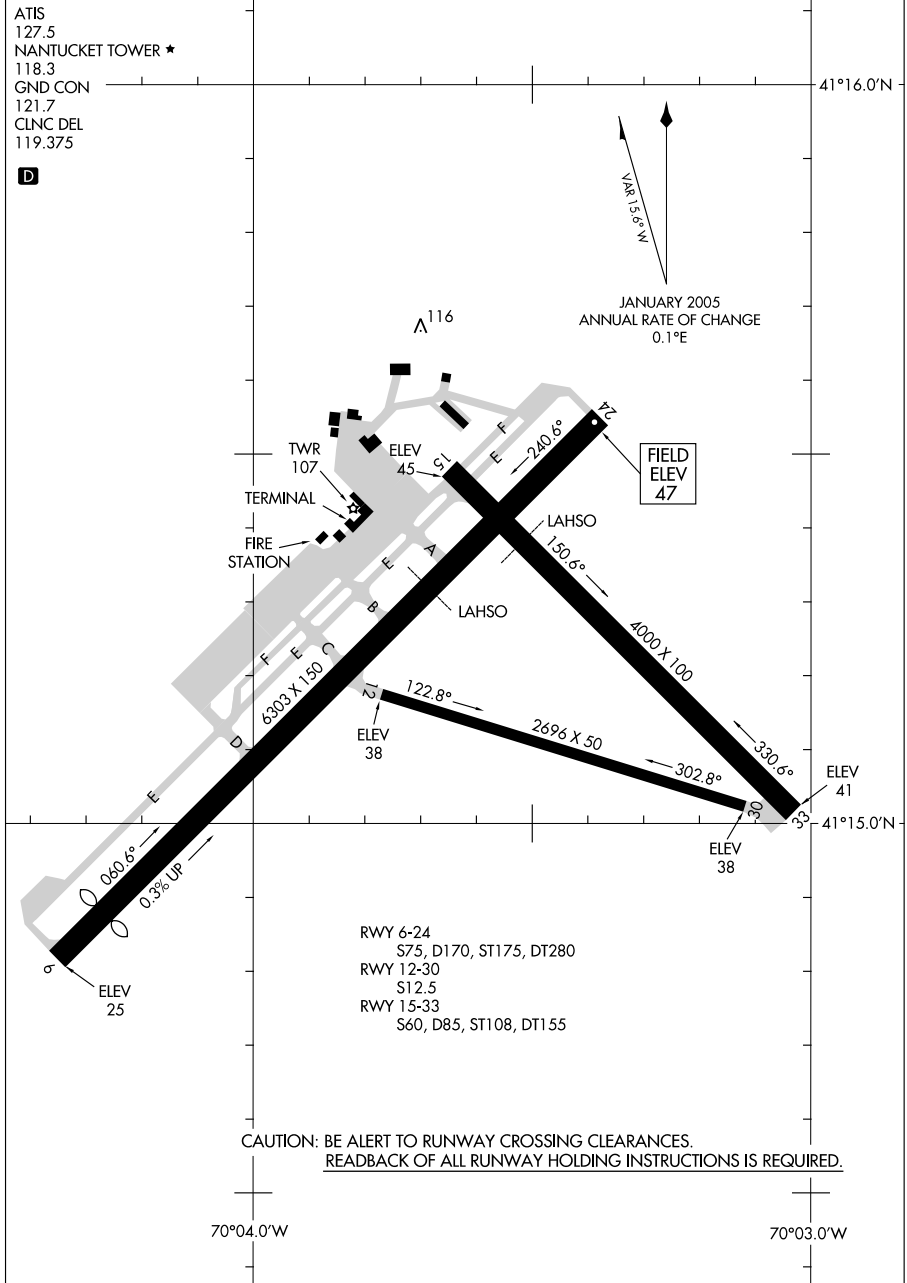 ATIS
127.5
NANTUCKET TOWER ★
118.3
GND CON
121.7
CLNC DEL
119.375
D
41°16.0'N
VAR 15.6° W
JANUARY 2005
ANNUAL RATE OF CHANGE
0.1°E
116
24
F
E
240.6°
FIELD
ELEV
47
TWR
107
ELEV
45
15
TERMINAL
FIRE
STATION
LAHSO
A
E
150.6°
B
LAHSO
4000 X 100
F
E
C
6303 X 150
12
122.8°
ELEV
38
2696 X 50
D
302.8°
330.6°
ELEV
41
E
30
33
41°15.0'N
ELEV
38
060.6°
0.3% UP
6
ELEV
25
RWY 6-24
S75, D170, ST175, DT280
RWY 12-30
S12.5
RWY 15-33
S60, D85, ST108, DT155
CAUTION: BE ALERT TO RUNWAY CROSSING CLEARANCES.
READBACK OF ALL RUNWAY HOLDING INSTRUCTIONS IS REQUIRED.
70°04.0'W
70°03.0'W